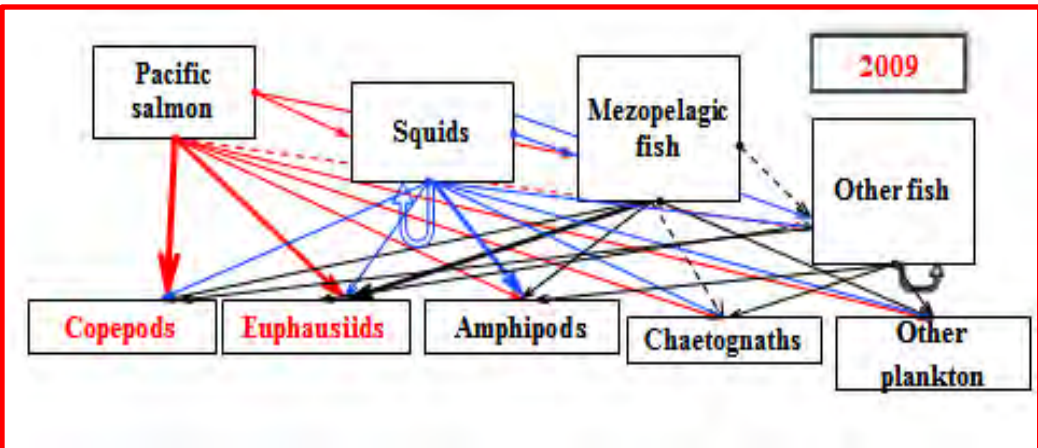 Pacific
salmon
Squids
Mezopelagic
fish
2009
Other fish
Copepods
Euphausiids
Amphipods
Chaetognaths
Other
plankton